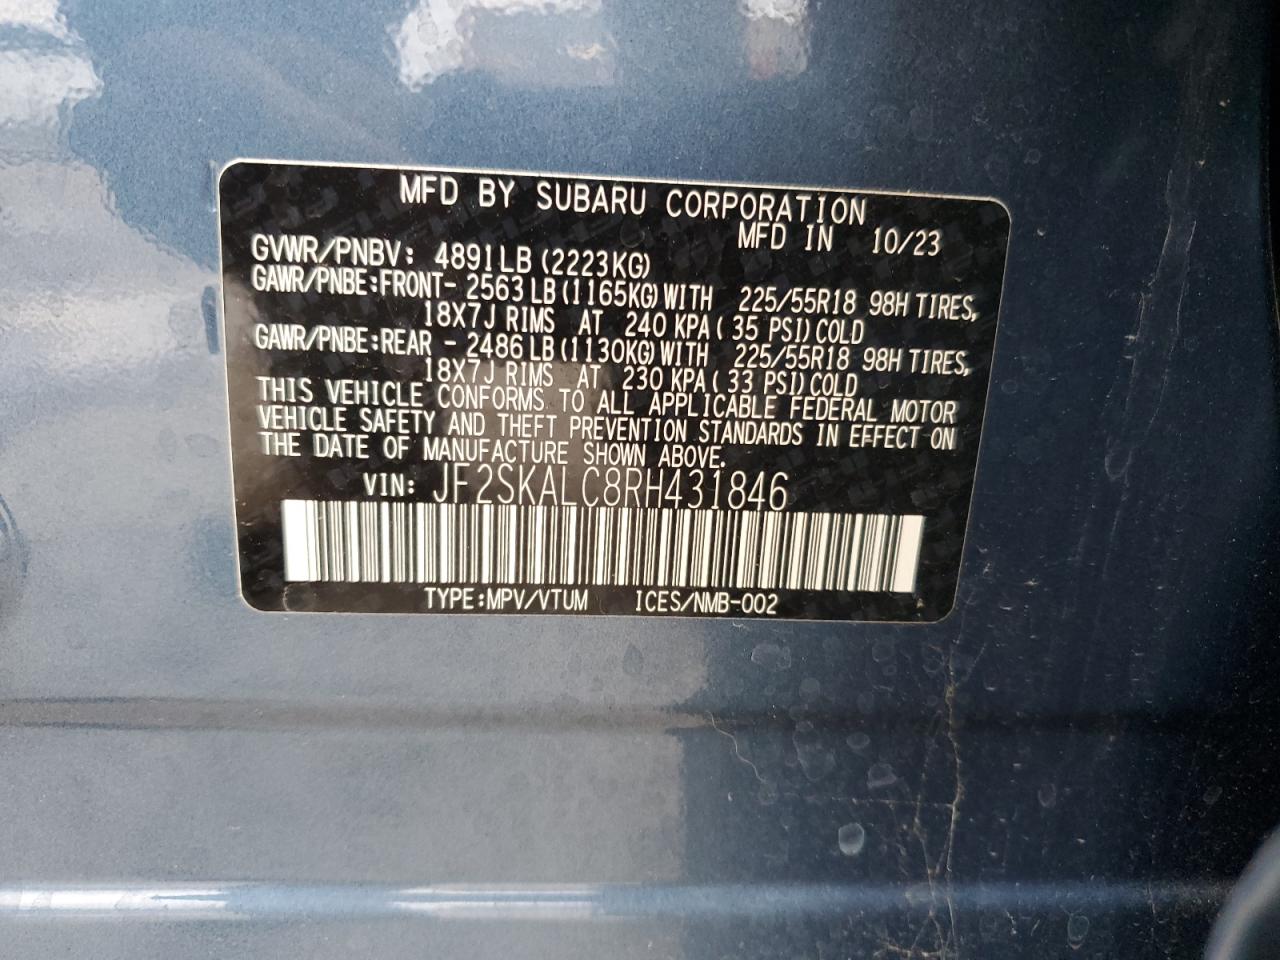 MFD BY SUBARU CORPORATION
MFD IN 10/23
GVWR/PNBV: 4891LB (2223KG)
GAWR/PNBE:FRONT- 2563 LB (1165KG) WITH 225/55R18 98H TIRES,
18X7J RIMS AT 240 KPA ( 35 PSI) COLD
GAWR/PNBE:REAR - 2486 LB (1130KG) WITH 225/55R18 98H TIRES,
18X7J RIMS AT 230 KPA ( 33 PSI) COLD
THIS VEHICLE CONFORMS TO ALL APPLICABLE FEDERAL MOTOR
VEHICLE SAFETY AND THEFT PREVENTION STANDARDS IN EFFECT ON
THE DATE OF MANUFACTURE SHOWN ABOVE.
VIN: JF2SKALC8RH431846
TYPE:MPV/VTUM ICES/NMB-002